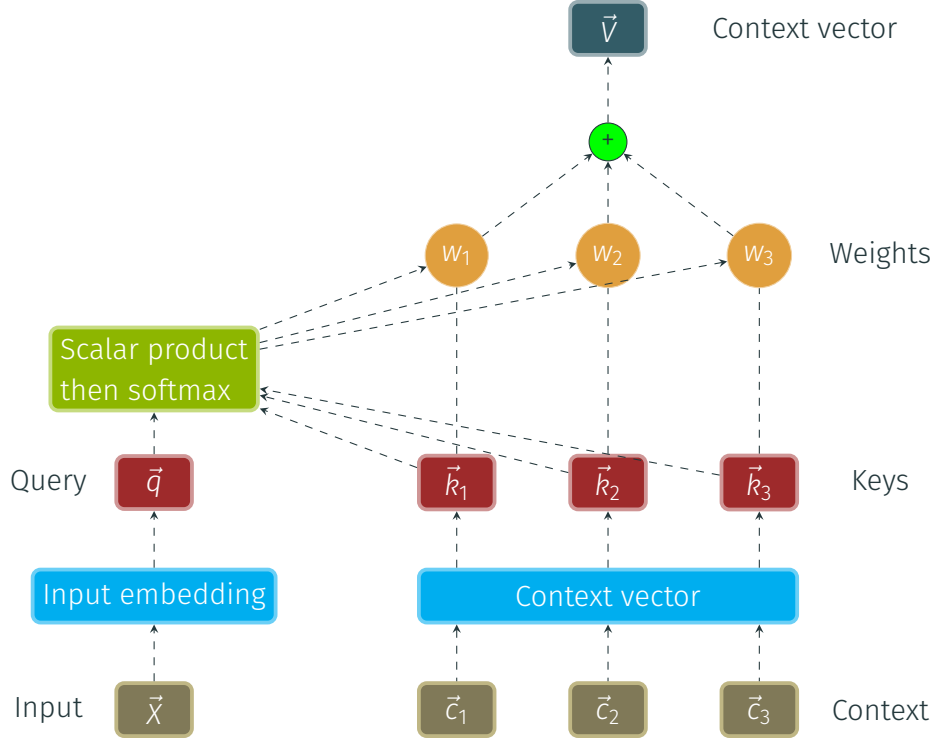 V⃗ Context vector
+
w₁ w₂ w₃ Weights
Scalar product
then softmax
Query q⃗ k⃗₁ k⃗₂ k⃗₃ Keys
Input embedding Context vector
Input x⃗ c⃗₁ c⃗₂ c⃗₃ Context